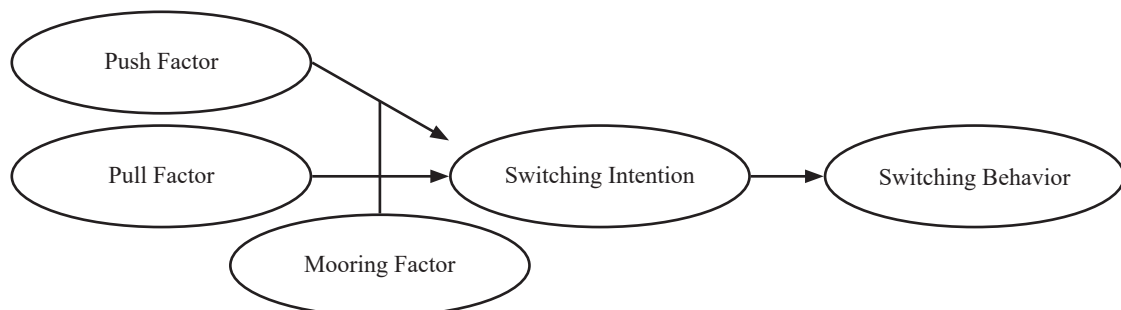 Push Factor
Pull Factor
Switching Intention
Switching Behavior
Mooring Factor